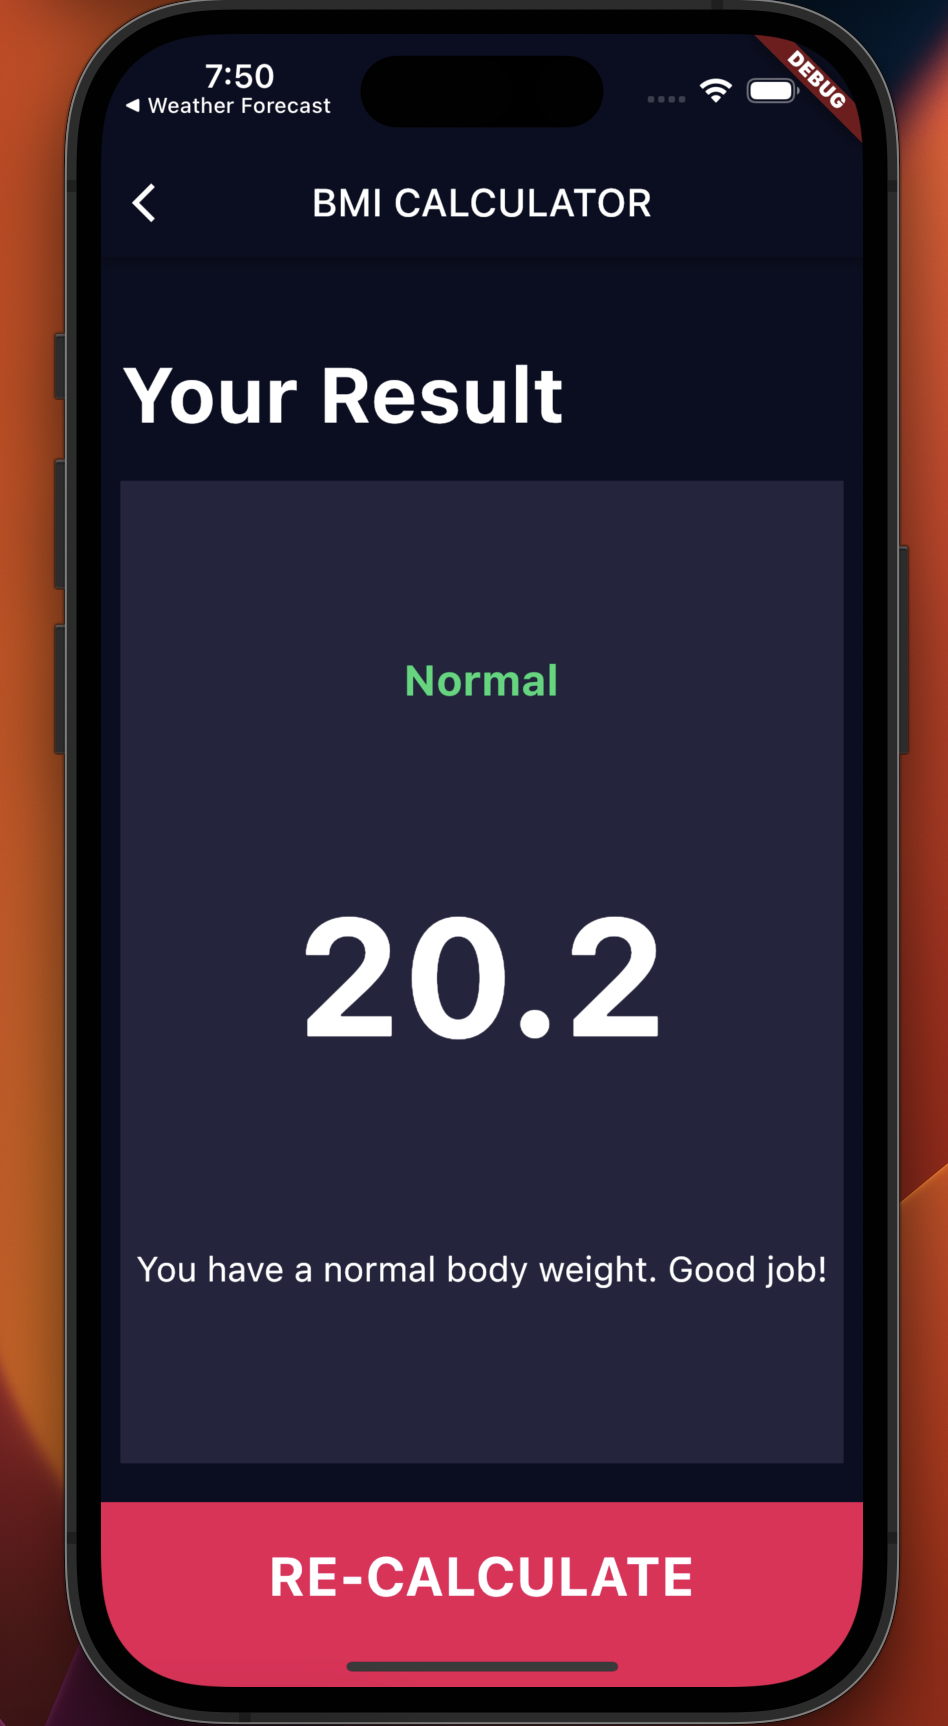 7:50
◀ Weather Forecast
DEBUG
BMI CALCULATOR
Your Result
Normal
20.2
You have a normal body weight. Good job!
RE-CALCULATE